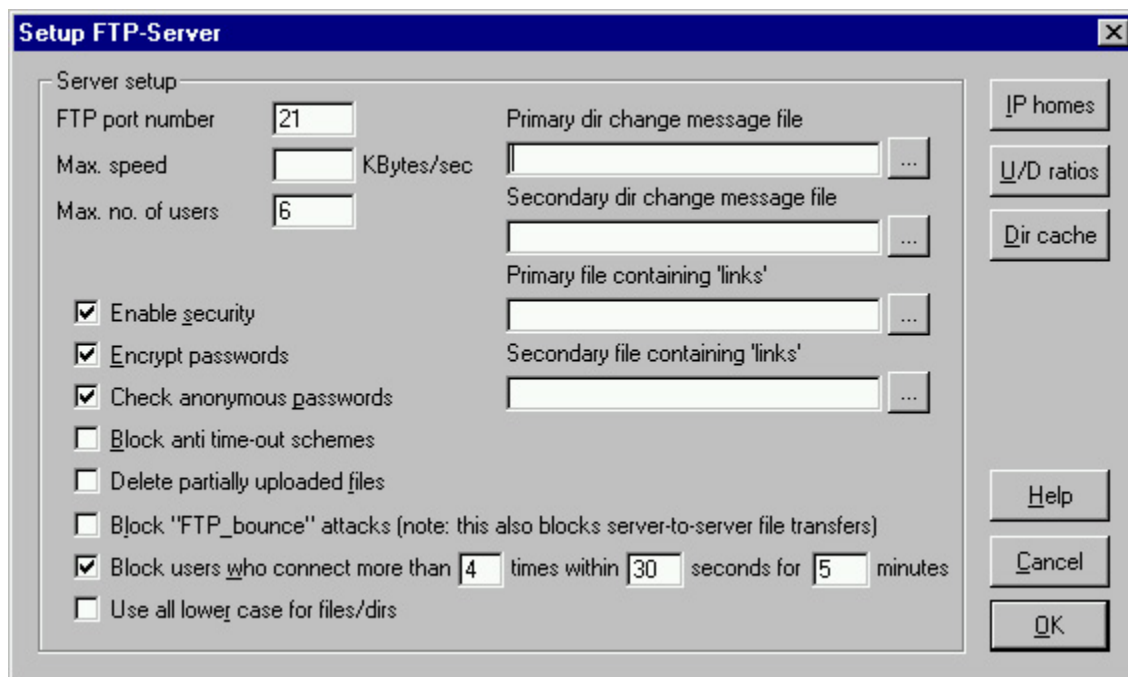 Setup FTP-Server
Server setup
FTP port number 21
Max. speed KBytes/sec
Max. no. of users 6
Primary dir change message file
...
Secondary dir change message file
...
Primary file containing 'links'
...
Secondary file containing 'links'
...
Enable security
Encrypt passwords
Check anonymous passwords
Block anti time-out schemes
Delete partially uploaded files
Block "FTP_bounce" attacks (note: this also blocks server-to-server file transfers)
Block users who connect more than 4 times within 30 seconds for 5 minutes
Use all lower case for files/dirs
IP homes
U/D ratios
Dir cache
Help
Cancel
OK